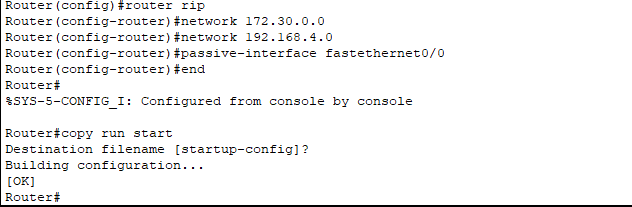 Router(config)#router rip
Router(config-router)#network 172.30.0.0
Router(config-router)#network 192.168.4.0
Router(config-router)#passive-interface fastethernet0/0
Router(config-router)#end
Router#
%SYS-5-CONFIG_I: Configured from console by console
Router#copy run start
Destination filename [startup-config]?
Building configuration...
[OK]
Router#